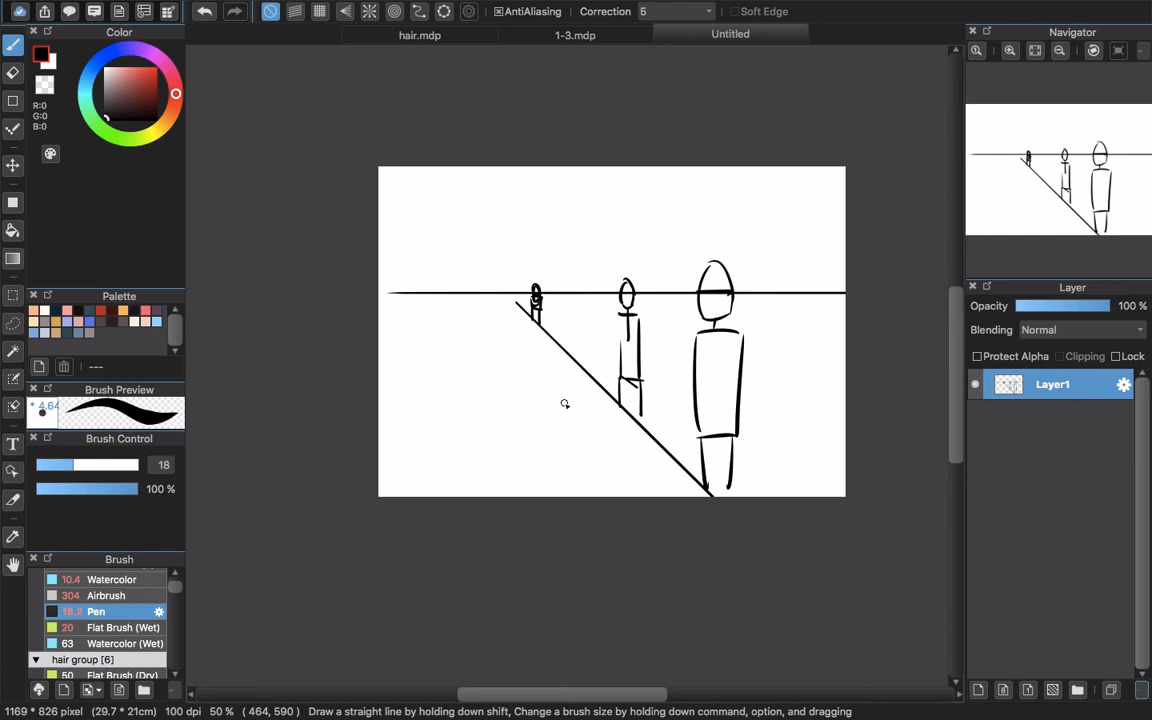 AntiAliasing Correction 5 Soft Edge
Color
hair.mdp 1-3.mdp Untitled
Navigator
R:0
G:0
B:0
Palette
---
Brush Preview
* 4.64
Brush Control
18
100 %
Brush
10.4 Watercolor
304 Airbrush
18.2 Pen
20 Flat Brush (Wet)
63 Watercolor (Wet)
hair group [6]
50 Flat Brush (Dry)
Layer
Opacity 100 %
Blending Normal
Protect Alpha Clipping Lock
Layer1
1169 * 826 pixel (29.7 * 21cm) 100 dpi 50 % ( 464, 590 ) Draw a straight line by holding down shift, Change a brush size by holding down command, option, and dragging